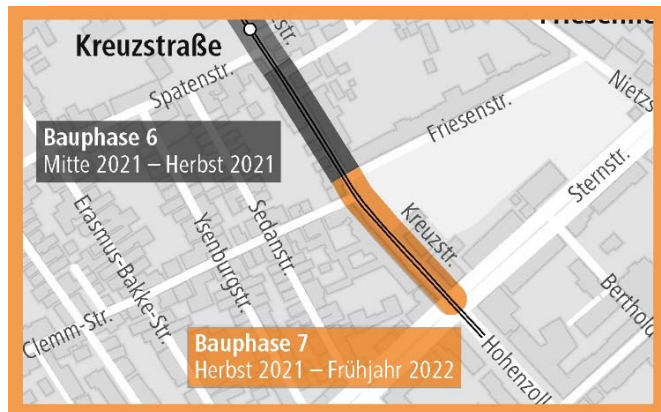 Kreuzstraße
Spatenstr.
Friesenstr.
Bauphase 6
Mitte 2021 – Herbst 2021
Sternstr.
Kreuzstr.
Erasmus-Bakke-Str.
Ysenburgstr.
Sedanstr.
Clemm-Str.
Bauphase 7
Herbst 2021 – Frühjahr 2022
Berthold
Hohenzoll